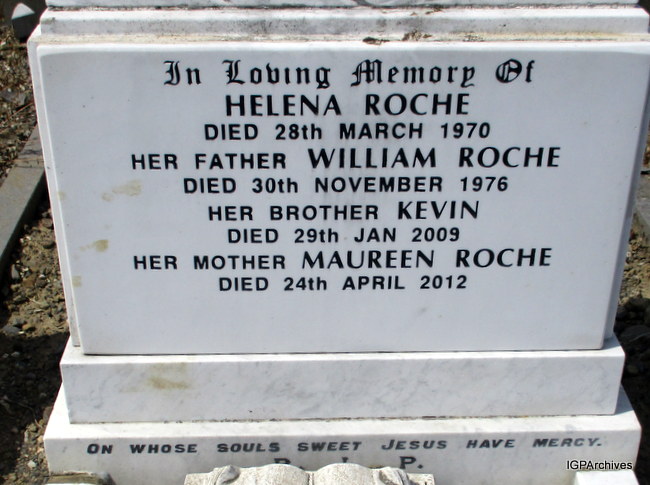 In Loving Memory Of
HELENA ROCHE
DIED 28th MARCH 1970
HER FATHER WILLIAM ROCHE
DIED 30th NOVEMBER 1976
HER BROTHER KEVIN
DIED 29th JAN 2009
HER MOTHER MAUREEN ROCHE
DIED 24th APRIL 2012
ON WHOSE SOULS SWEET JESUS HAVE MERCY.
R. I. P.
IGPArchives